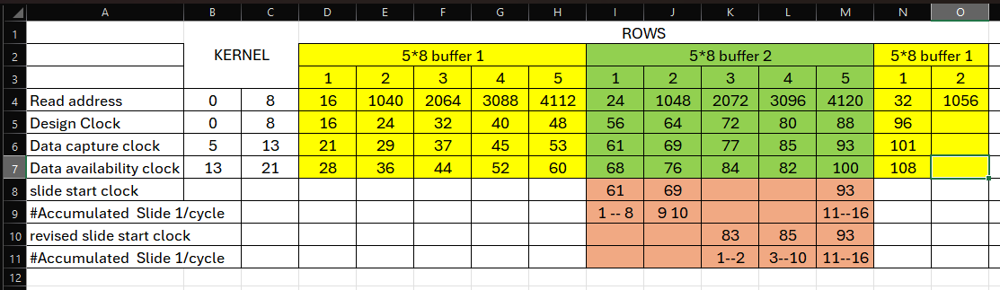 A B C D E F G H I J K L M N O
1 ROWS
2 KERNEL 5*8 buffer 1 5*8 buffer 2 5*8 buffer 1
3 1 2 3 4 5 1 2 3 4 5 1 2
4 Read address 0 8 16 1040 2064 3088 4112 24 1048 2072 3096 4120 32 1056
5 Design Clock 0 8 16 24 32 40 48 56 64 72 80 88 96
6 Data capture clock 5 13 21 29 37 45 53 61 69 77 85 93 101
7 Data availability clock 13 21 28 36 44 52 60 68 76 84 82 100 108
8 slide start clock 61 69 93
9 #Accumulated Slide 1/cycle 1 -- 8 9 10 11--16
10 revised slide start clock 83 85 93
11 #Accumulated Slide 1/cycle 1--2 3--10 11--16
12